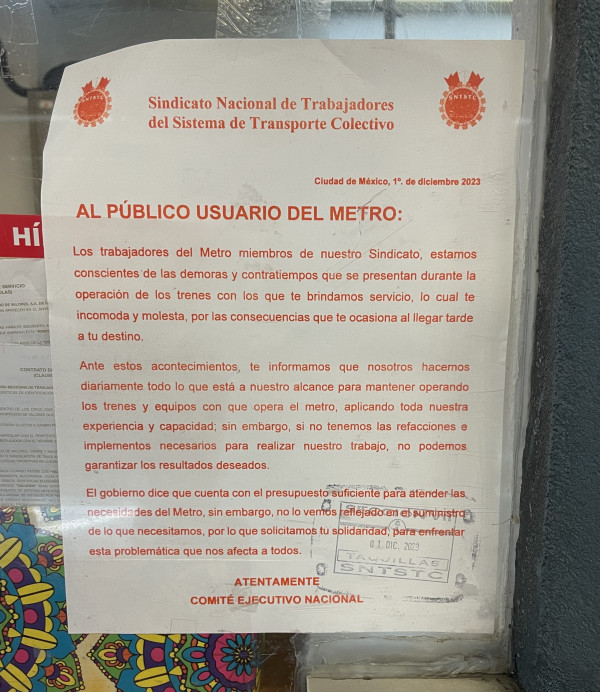 SNTSTC
Sindicato Nacional de Trabajadores
del Sistema de Transporte Colectivo
SNTSTC
Ciudad de México, 1º. de diciembre 2023
AL PÚBLICO USUARIO DEL METRO:
Los trabajadores del Metro miembros de nuestro Sindicato, estamos
conscientes de las demoras y contratiempos que se presentan durante la
operación de los trenes con los que te brindamos servicio, lo cual te
incomoda y molesta, por las consecuencias que te ocasiona al llegar tarde
a tu destino.
Ante estos acontecimientos, te informamos que nosotros hacemos
diariamente todo lo que está a nuestro alcance para mantener operando
los trenes y equipos con que opera el metro, aplicando toda nuestra
experiencia y capacidad; sin embargo, si no tenemos las refacciones e
implementos necesarios para realizar nuestro trabajo, no podemos
garantizar los resultados deseados.
El gobierno dice que cuenta con el presupuesto suficiente para atender las
necesidades del Metro, sin embargo, no lo vemos reflejado en el suministro
de lo que necesitamos, por lo que solicitamos tu solidaridad, para enfrentar
esta problemática que nos afecta a todos.
01 DIC. 2023
TAQUILLAS
SNTSTC
ATENTAMENTE
COMITÉ EJECUTIVO NACIONAL
HÍ